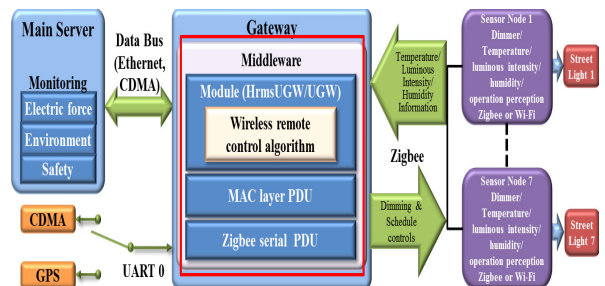 Main Server
Monitoring
Electric force
Environment
Safety
Data Bus
(Ethernet,
CDMA)
CDMA
GPS
UART 0
Gateway
Middleware
Module (HrmsUGW/UGW)
Wireless remote
control algorithm
MAC layer PDU
Zigbee serial PDU
Temperature/
Luminous
Intensity/
Humidity
Information
Zigbee
Dimming &
Schedule
controls
Sensor Node 1
Dimmer/
Temperature/
luminous intensity/
humidity/
operation perception
Zigbee or Wi-Fi
Street
Light 1
Sensor Node 7
Dimmer/
Temperature/
luminous intensity/
humidity/
operation perception
Zigbee or Wi-Fi
Street
Light 7